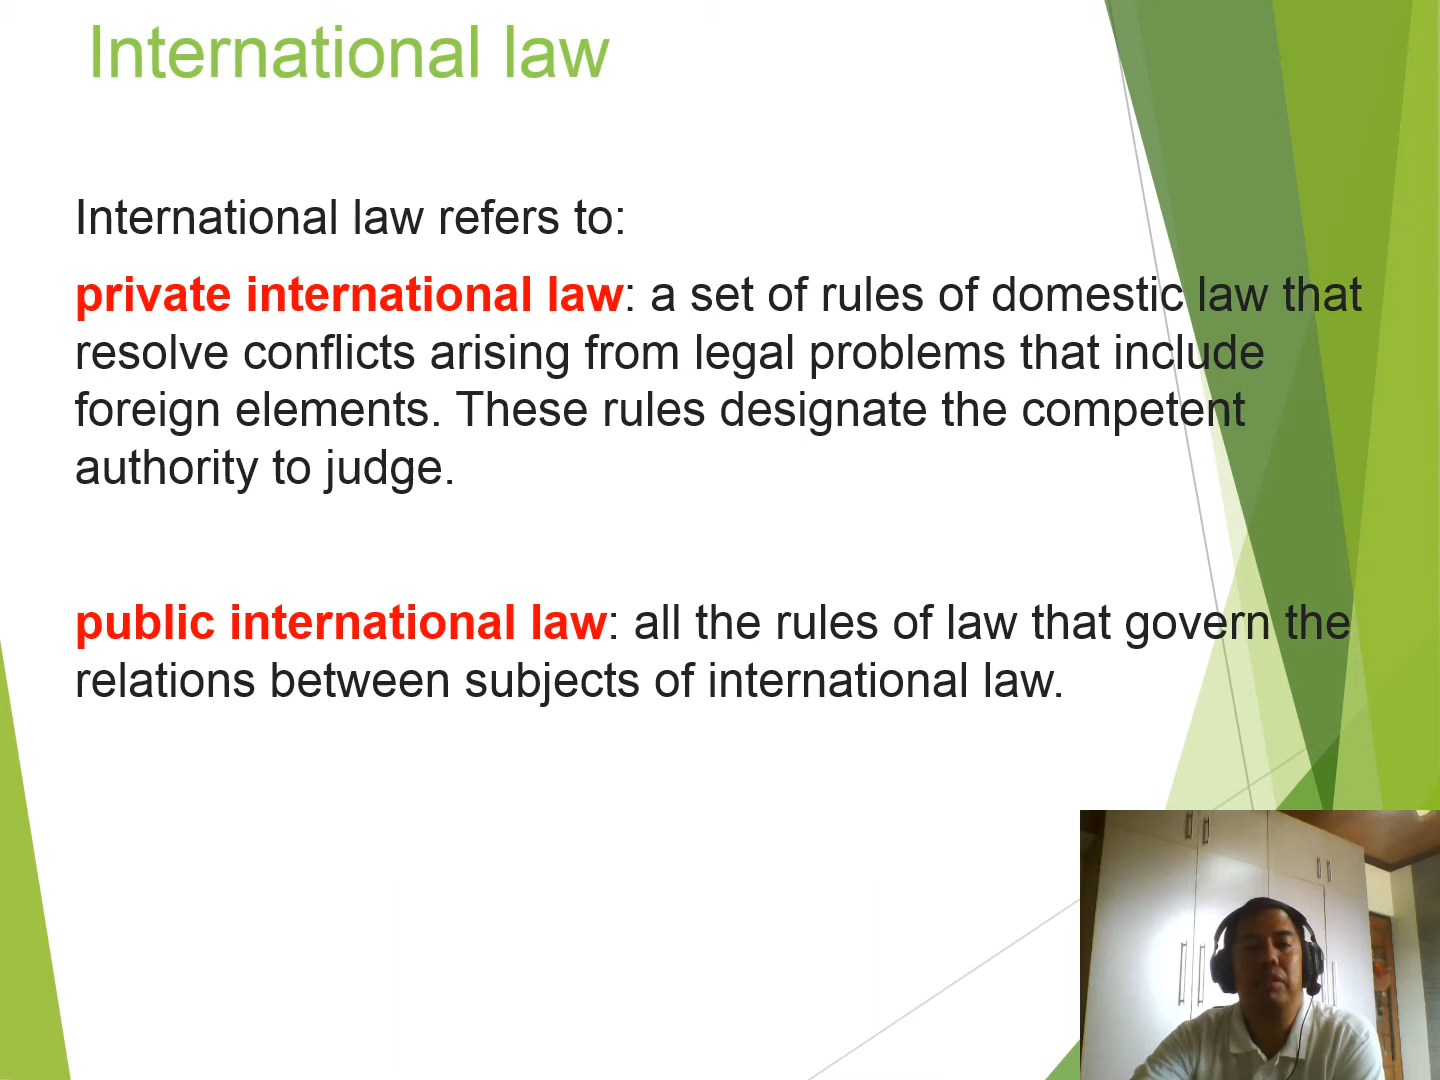 International law
International law refers to:
private international law: a set of rules of domestic law that
resolve conflicts arising from legal problems that include
foreign elements. These rules designate the competent
authority to judge.
public international law: all the rules of law that govern the
relations between subjects of international law.